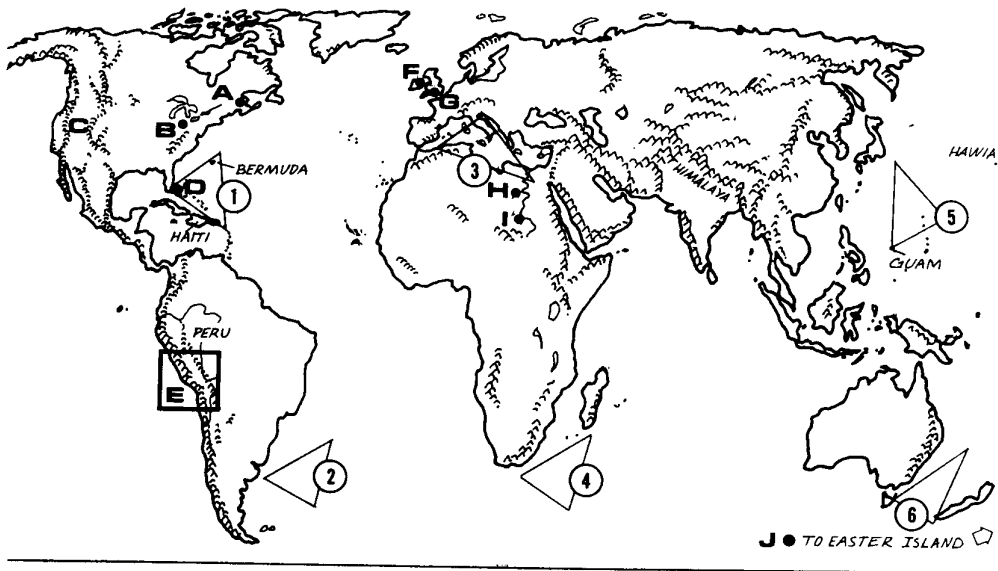 F
A
G
C
B
BERMUDA
HAWIA
3
D
1
H
HIMALAYA
5
I
HAITI
GUAM
PERU
E
2
4
6
J ● TO EASTER ISLAND